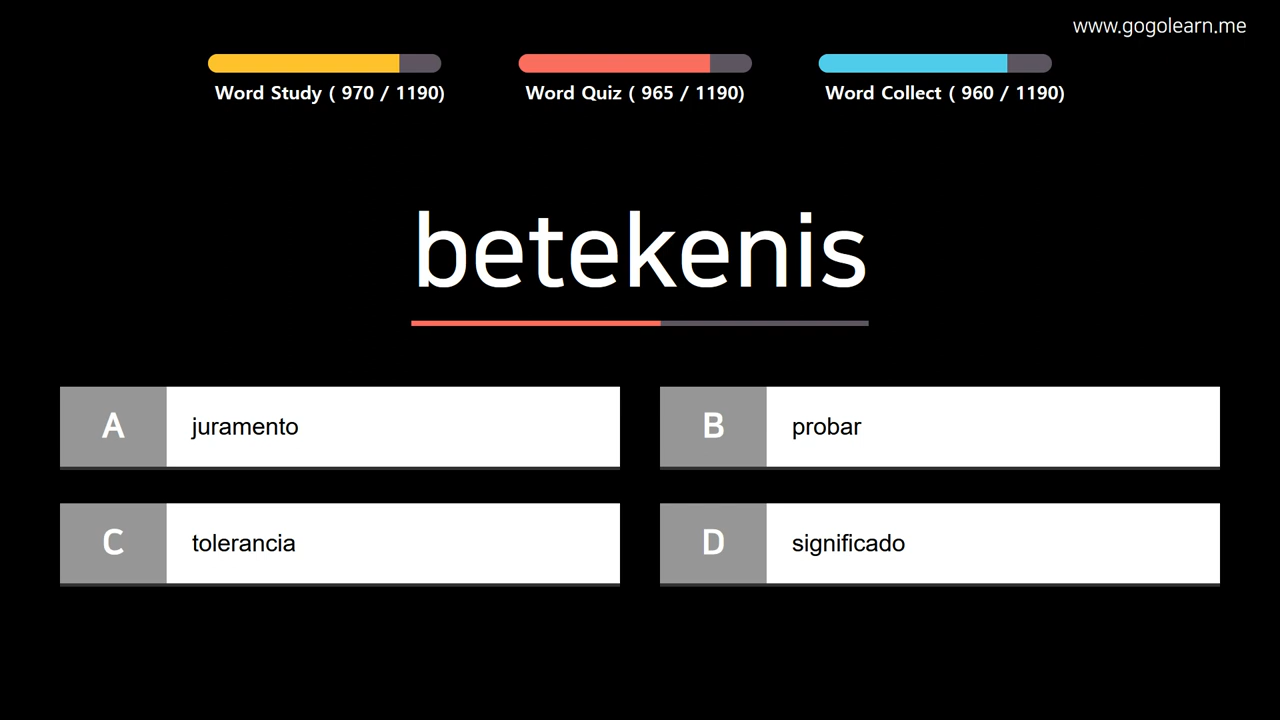 www.gogolearn.me
Word Study ( 970 / 1190)
Word Quiz ( 965 / 1190)
Word Collect ( 960 / 1190)
betekenis
A juramento
B probar
C tolerancia
D significado